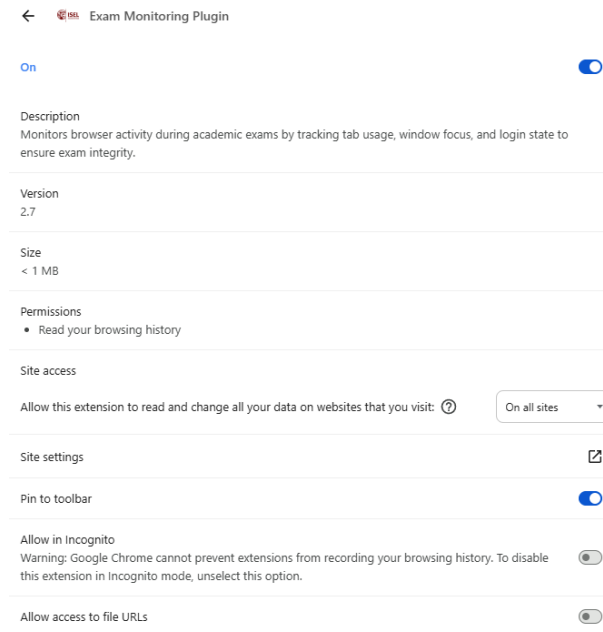 ISEL Exam Monitoring Plugin
On
Description
Monitors browser activity during academic exams by tracking tab usage, window focus, and login state to
ensure exam integrity.
Version
2.7
Size
< 1 MB
Permissions
• Read your browsing history
Site access
Allow this extension to read and change all your data on websites that you visit: ? On all sites
Site settings
Pin to toolbar
Allow in Incognito
Warning: Google Chrome cannot prevent extensions from recording your browsing history. To disable
this extension in Incognito mode, unselect this option.
Allow access to file URLs